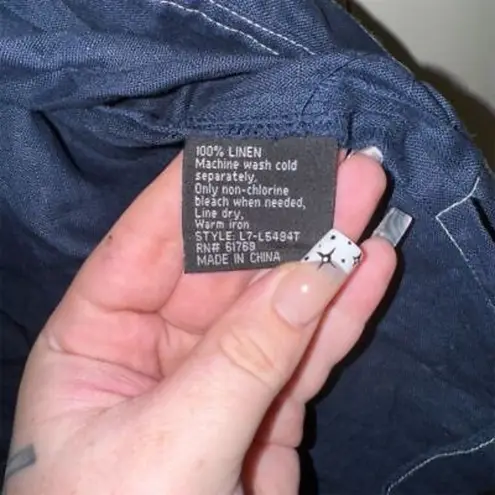 100% LINEN
Machine wash cold
separately,
Only non-chlorine
bleach when needed,
Line dry,
Warm iron
STYLE: L7-L5484T
RN# 61769
MADE IN CHINA